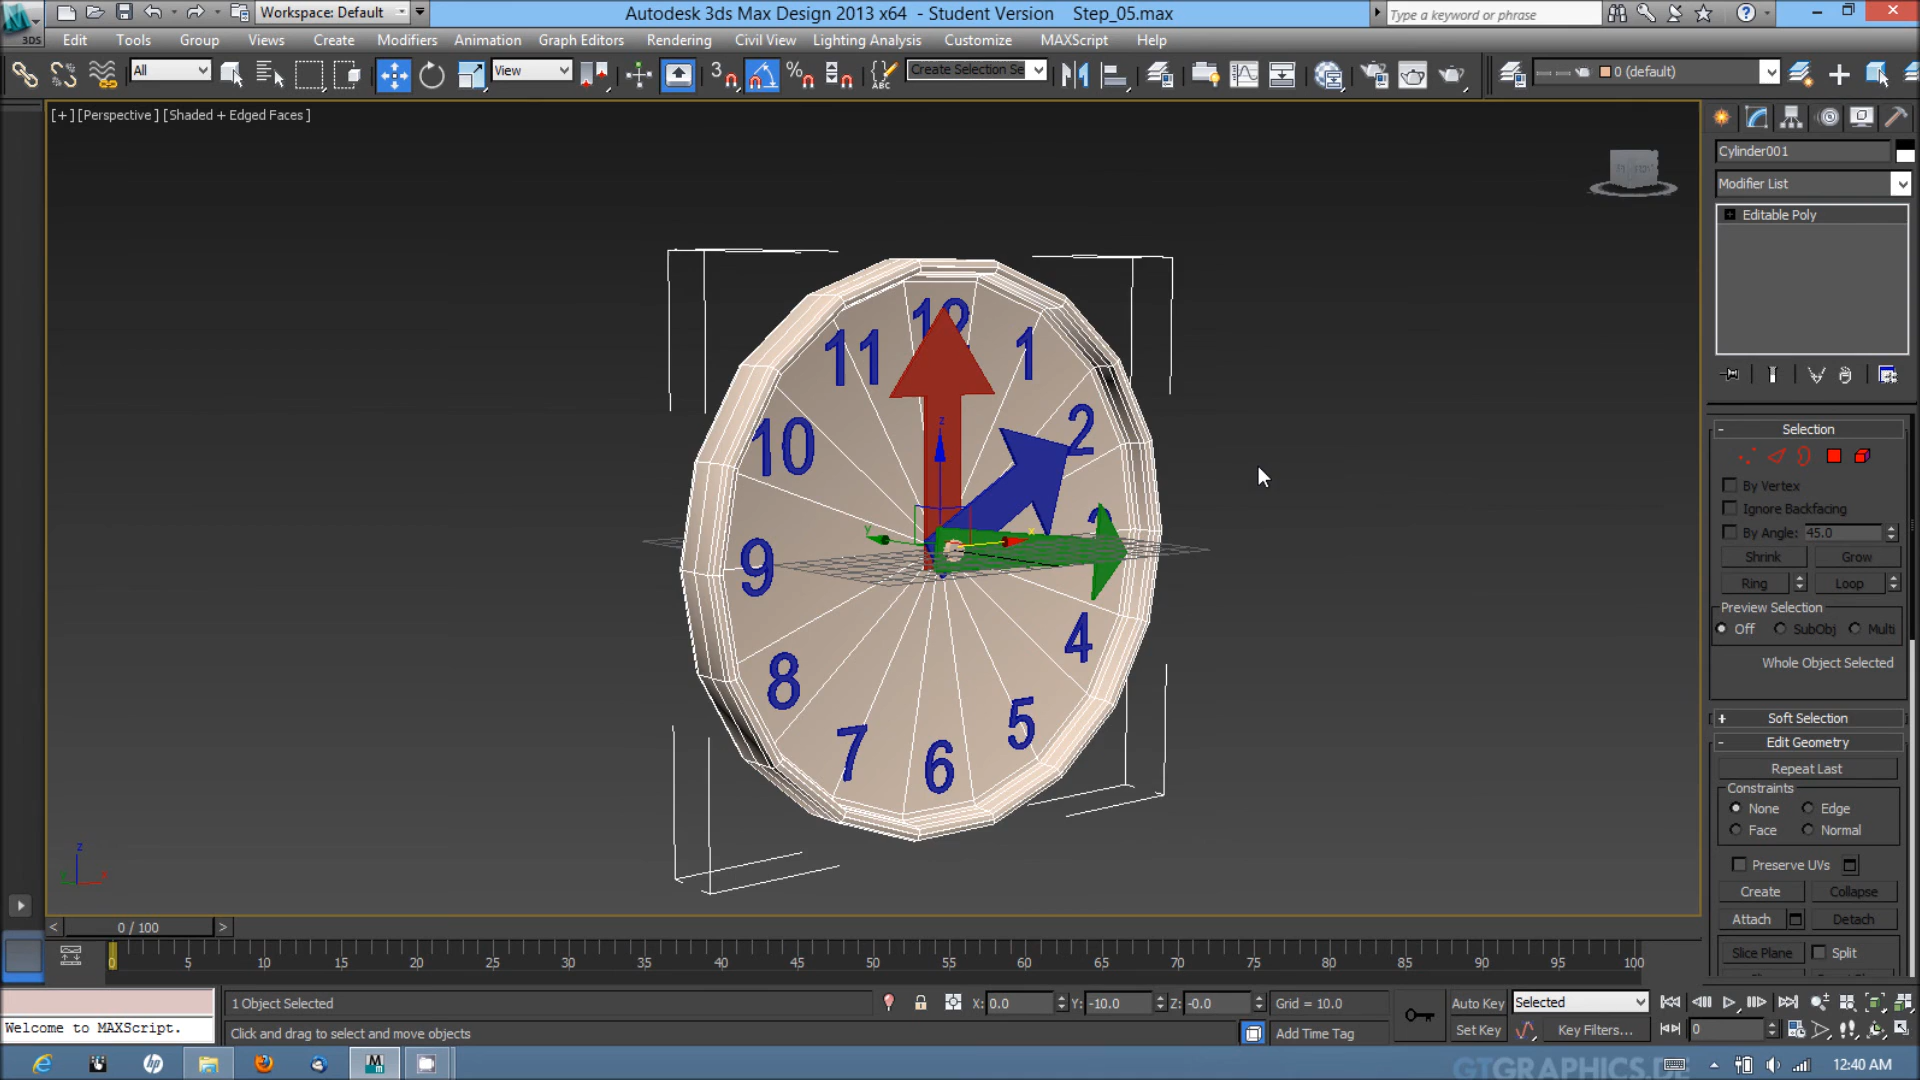 Workspace: Default
Autodesk 3ds Max Design 2013 x64 - Student Version Step_05.max
Type a keyword or phrase
3DS
Edit Tools Group Views Create Modifiers Animation Graph Editors Rendering Civil View Lighting Analysis Customize MAXScript Help
All View 3 % ABC Create Selection Se 0 (default)
[+] [Perspective] [Shaded + Edged Faces]
Cylinder001
Modifier List
Editable Poly
12
11 1
10 2
9
8 4
7 5
6
z
y x
z
Selection
By Vertex
Ignore Backfacing
By Angle: 45.0
Shrink Grow
Ring Loop
Preview Selection
Off SubObj Multi
Whole Object Selected
Soft Selection
Edit Geometry
Repeat Last
Constraints
None Edge
Face Normal
Preserve UVs
Create Collapse
Attach Detach
Slice Plane Split
< 0 / 100 >
5 10 15 20 25 30 35 40 45 50 55 60 65 70 75 80 85 90 95 100
1 Object Selected X: 0.0 Y: -10.0 Z: -0.0 Grid = 10.0 Auto Key Selected
Welcome to MAXScript. Click and drag to select and move objects Add Time Tag Set Key Key Filters... 0
GTGRAPHICS.DE 12:40 AM